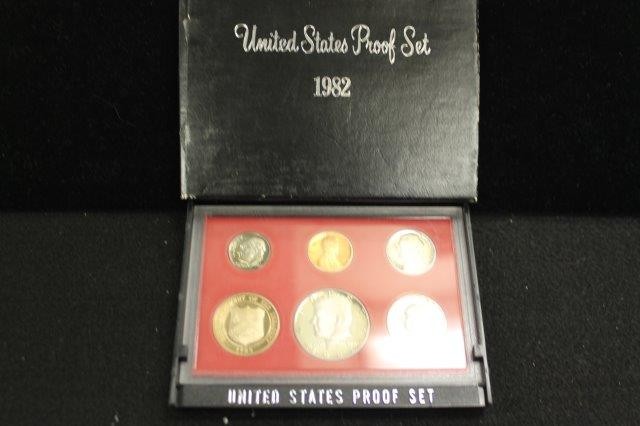 United States Proof Set
1982
UNITED STATES PROOF SET